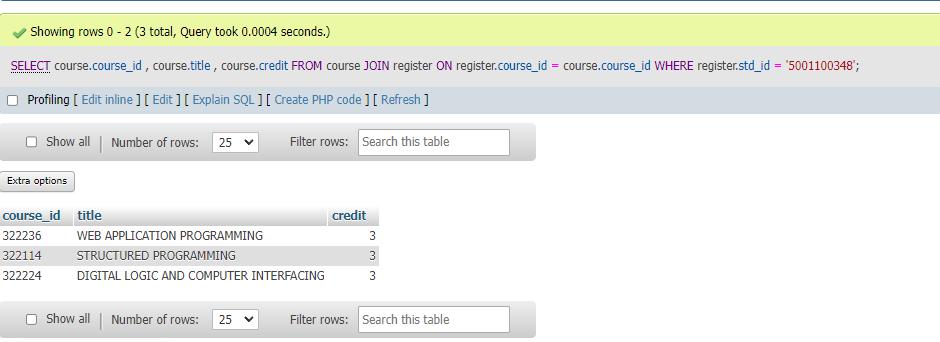 Showing rows 0 - 2 (3 total, Query took 0.0004 seconds.)
SELECT course.course_id , course.title , course.credit FROM course JOIN register ON register.course_id = course.course_id WHERE register.std_id = '5001100348';
Profiling [ Edit inline ] [ Edit ] [ Explain SQL ] [ Create PHP code ] [ Refresh ]
Show all | Number of rows: 25 Filter rows: Search this table
Extra options
course_id title credit
322236 WEB APPLICATION PROGRAMMING 3
322114 STRUCTURED PROGRAMMING 3
322224 DIGITAL LOGIC AND COMPUTER INTERFACING 3
Show all | Number of rows: 25 Filter rows: Search this table